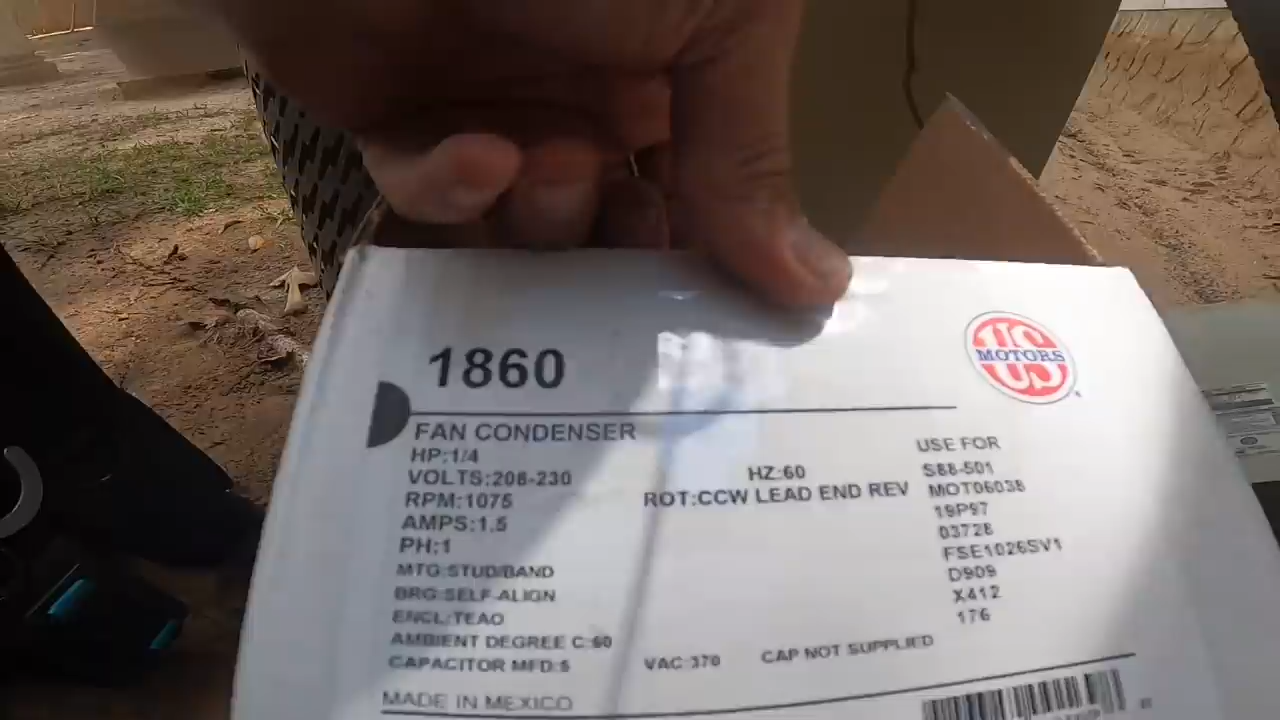 1860
US
MOTORS
FAN CONDENSER
HP:1/4
VOLTS:208-230
RPM:1075
AMPS:1.5
PH:1
MTG:STUD/BAND
BRG:SELF-ALIGN
ENCL:TEAO
AMBIENT DEGREE C:60
CAPACITOR MFD:5 VAC:370 CAP NOT SUPPLIED
HZ:60
ROT:CCW LEAD END REV
USE FOR
S88-501
MOT06038
19P97
03728
FSE1026SV1
D909
X412
176
MADE IN MEXICO